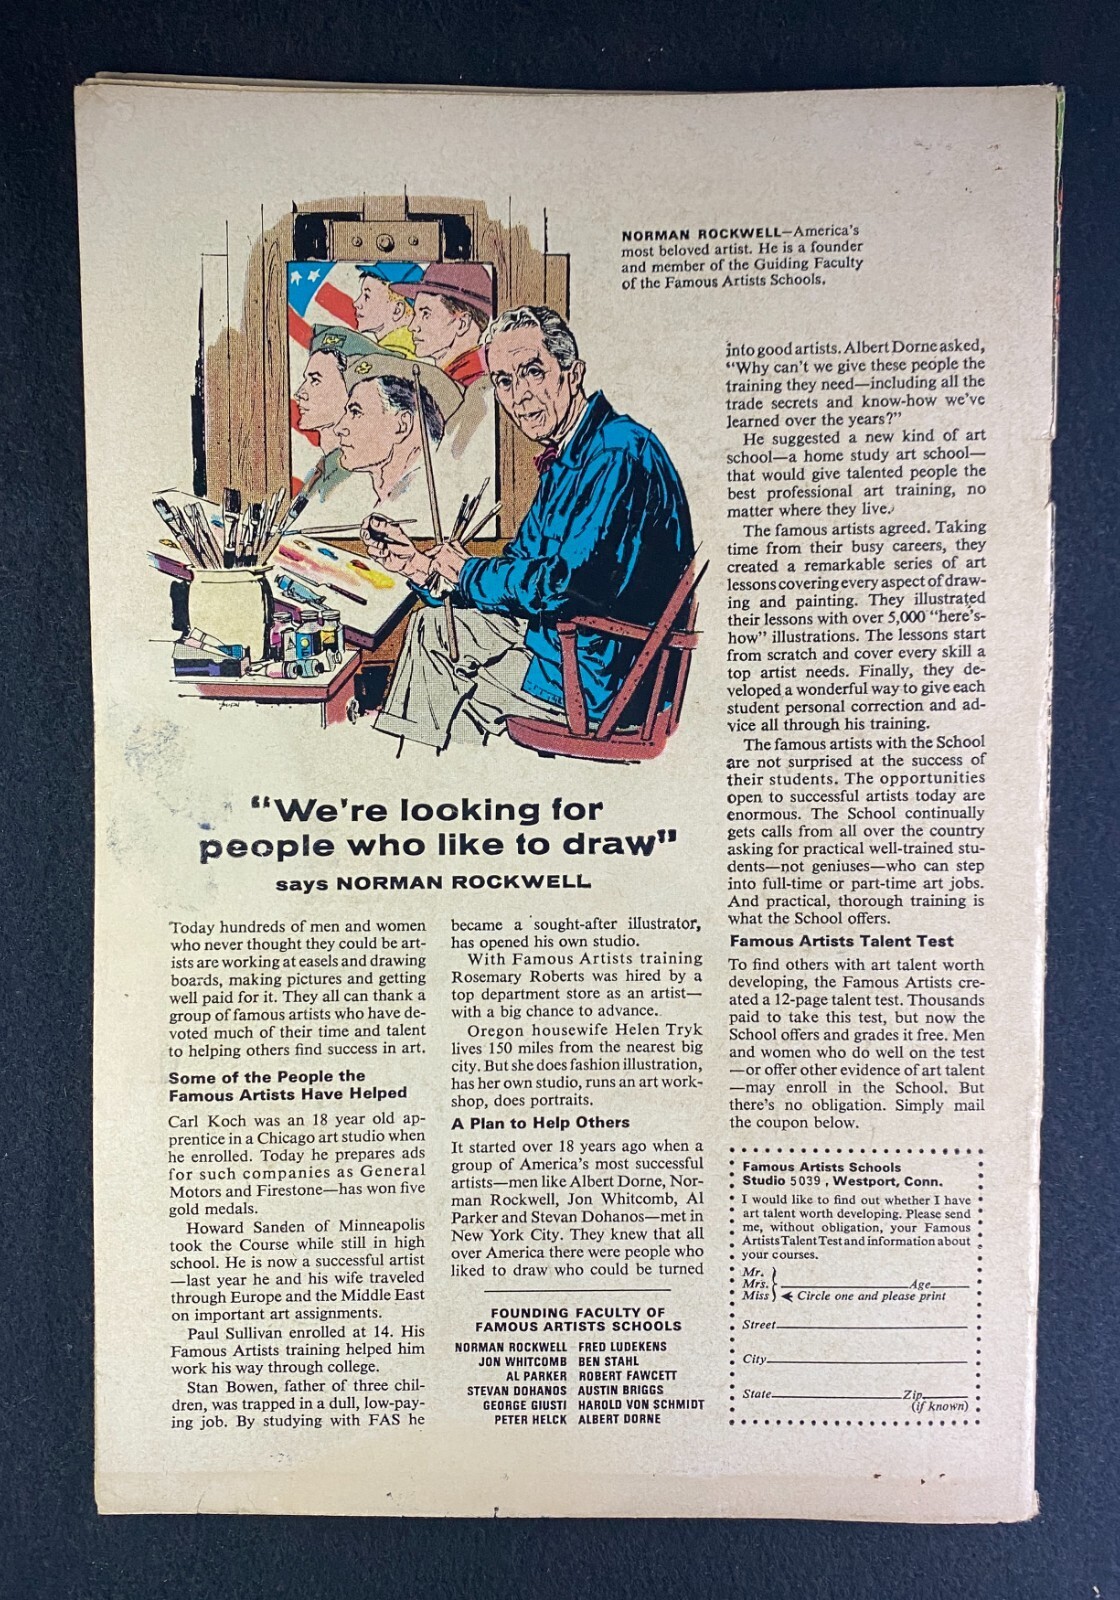 NORMAN ROCKWELL—America's
most beloved artist. He is a founder
and member of the Guiding Faculty
of the Famous Artists Schools.
"We're looking for
people who like to draw"
says NORMAN ROCKWELL
Today hundreds of men and women
who never thought they could be art-
ists are working at easels and drawing
boards, making pictures and getting
well paid for it. They all can thank a
group of famous artists who have de-
voted much of their time and talent
to helping others find success in art.
Some of the People the
Famous Artists Have Helped
Carl Koch was an 18 year old ap-
prentice in a Chicago art studio when
he enrolled. Today he prepares ads
for such companies as General
Motors and Firestone—has won five
gold medals.
Howard Sanden of Minneapolis
took the Course while still in high
school. He is now a successful artist
—last year he and his wife traveled
through Europe and the Middle East
on important art assignments.
Paul Sullivan enrolled at 14. His
Famous Artists training helped him
work his way through college.
Stan Bowen, father of three chil-
dren, was trapped in a dull, low-pay-
ing job. By studying with FAS he
became a sought-after illustrator,
has opened his own studio.
With Famous Artists training
Rosemary Roberts was hired by a
top department store as an artist—
with a big chance to advance.
Oregon housewife Helen Tryk
lives 150 miles from the nearest big
city. But she does fashion illustration,
has her own studio, runs an art work-
shop, does portraits.
A Plan to Help Others
It started over 18 years ago when a
group of America's most successful
artists—men like Albert Dorne, Nor-
man Rockwell, Jon Whitcomb, Al
Parker and Stevan Dohanos—met in
New York City. They knew that all
over America there were people who
liked to draw who could be turned
FOUNDING FACULTY OF
FAMOUS ARTISTS SCHOOLS
NORMAN ROCKWELL FRED LUDEKENS
JON WHITCOMB BEN STAHL
AL PARKER ROBERT FAWCETT
STEVAN DOHANOS AUSTIN BRIGGS
GEORGE GIUSTI HAROLD VON SCHMIDT
PETER HELCK ALBERT DORNE
into good artists. Albert Dorne asked,
"Why can't we give these people the
training they need—including all the
trade secrets and know-how we've
learned over the years?"
He suggested a new kind of art
school—a home study art school—
that would give talented people the
best professional art training, no
matter where they live.
The famous artists agreed. Taking
time from their busy careers, they
created a remarkable series of art
lessons covering every aspect of draw-
ing and painting. They illustrated
their lessons with over 5,000 "here's-
how" illustrations. The lessons start
from scratch and cover every skill a
top artist needs. Finally, they de-
veloped a wonderful way to give each
student personal correction and ad-
vice all through his training.
The famous artists with the School
are not surprised at the success of
their students. The opportunities
open to successful artists today are
enormous. The School continually
gets calls from all over the country
asking for practical well-trained stu-
dents—not geniuses—who can step
into full-time or part-time art jobs.
And practical, thorough training is
what the School offers.
Famous Artists Talent Test
To find others with art talent worth
developing, the Famous Artists cre-
ated a 12-page talent test. Thousands
paid to take this test, but now the
School offers and grades it free. Men
and women who do well on the test
—or offer other evidence of art talent
—may enroll in the School. But
there's no obligation. Simply mail
the coupon below.
Famous Artists Schools
Studio 5039, Westport, Conn.
I would like to find out whether I have
art talent worth developing. Please send
me, without obligation, your Famous
Artists Talent Test and information about
your courses.
Mr.
Mrs. Age
Miss Circle one and please print
Street
City
State Zip
(if known)